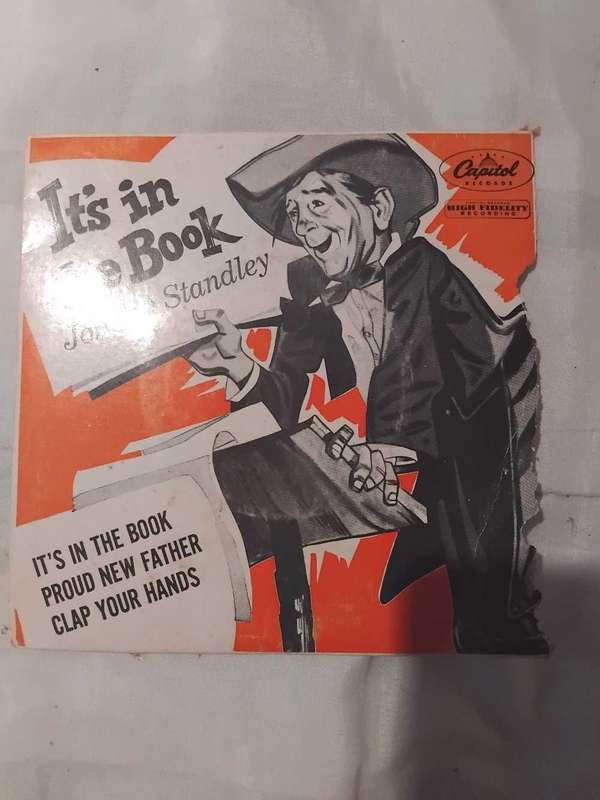 It's in
the Book
Standley
Capitol
RECORDS
HIGH FIDELITY
RECORDING
IT'S IN THE BOOK
PROUD NEW FATHER
CLAP YOUR HANDS